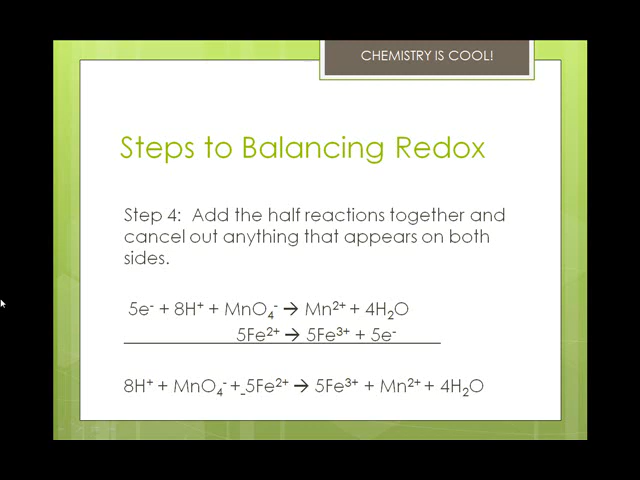 CHEMISTRY IS COOL!
Steps to Balancing Redox
Step 4: Add the half reactions together and
cancel out anything that appears on both
sides.
5e⁻ + 8H⁺ + MnO₄⁻ → Mn²⁺ + 4H₂O
5Fe²⁺ → 5Fe³⁺ + 5e⁻
8H⁺ + MnO₄⁻ + 5Fe²⁺ → 5Fe³⁺ + Mn²⁺ + 4H₂O